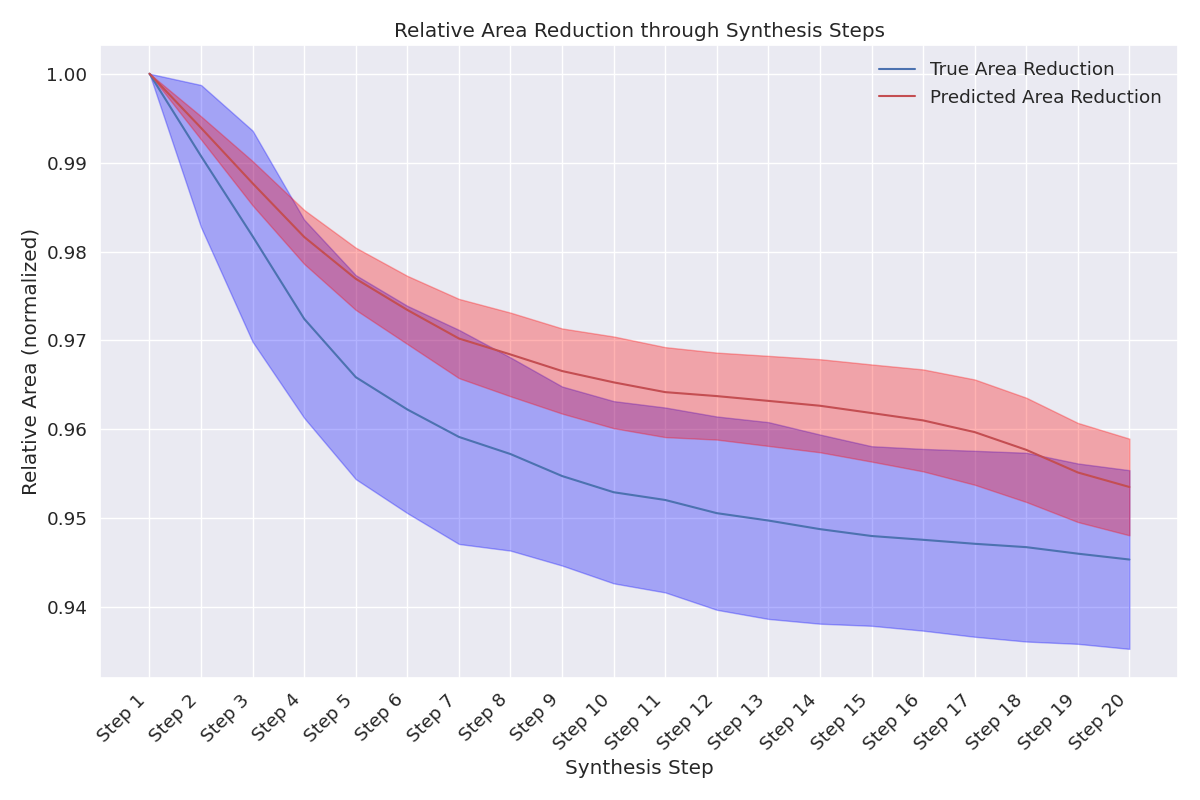 Relative Area Reduction through Synthesis Steps
True Area Reduction
Predicted Area Reduction
Relative Area (normalized)
1.00
0.99
0.98
0.97
0.96
0.95
0.94
Step 1
Step 2
Step 3
Step 4
Step 5
Step 6
Step 7
Step 8
Step 9
Step 10
Step 11
Step 12
Step 13
Step 14
Step 15
Step 16
Step 17
Step 18
Step 19
Step 20
Synthesis Step